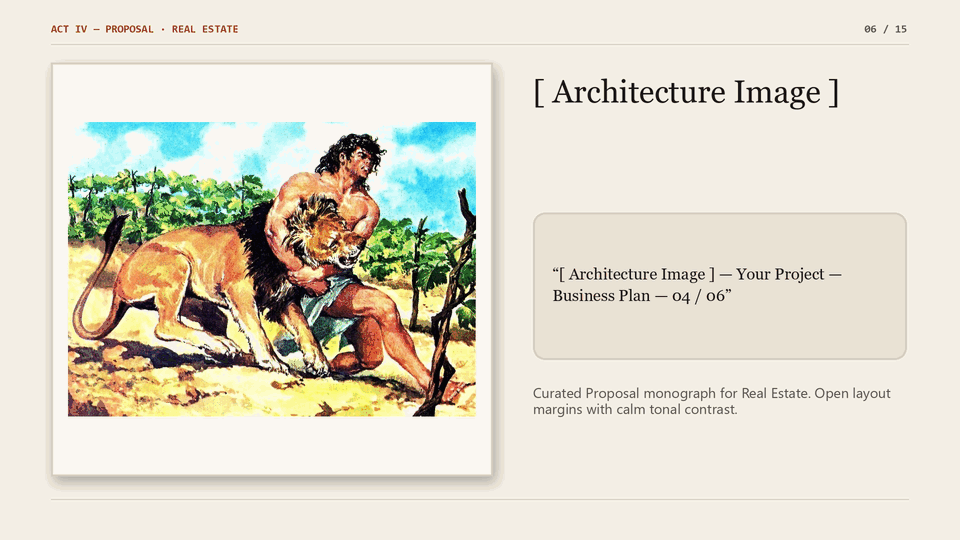 ACT IV — PROPOSAL · REAL ESTATE
06 / 15
[ Architecture Image ]
“[ Architecture Image ] — Your Project —
Business Plan — 04 / 06”
Curated Proposal monograph for Real Estate. Open layout
margins with calm tonal contrast.